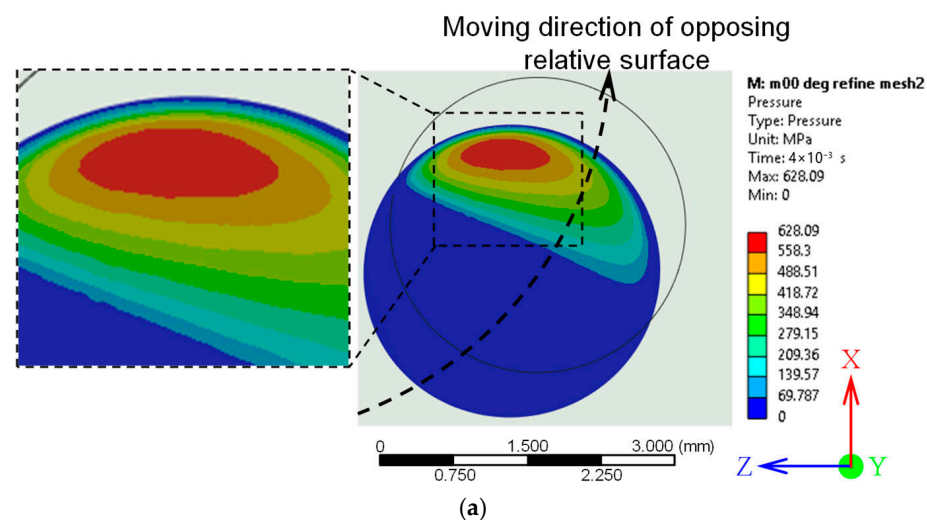 Moving direction of opposing
relative surface
M: m00 deg refine mesh2
Pressure
Type: Pressure
Unit: MPa
Time: 4×10⁻³ s
Max: 628.09
Min: 0
628.09
558.3
488.51
418.72
348.94
279.15
209.36
139.57
69.787
0
X
Z
Y
0 1.500 3.000 (mm)
0.750 2.250
(a)